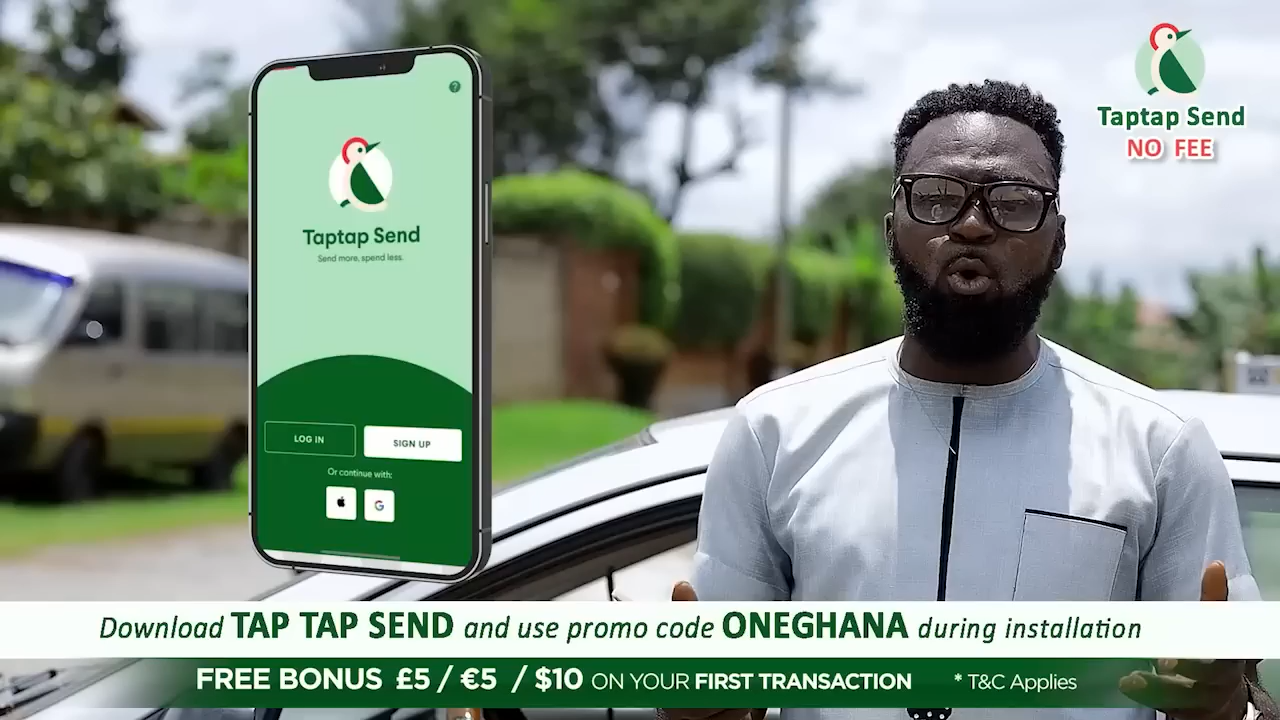 Taptap Send
NO FEE
?
Taptap Send
Send more, spend less.
LOG IN
SIGN UP
Or continue with:
G
Download TAP TAP SEND and use promo code ONEGHANA during installation
FREE BONUS £5 / €5 / $10 ON YOUR FIRST TRANSACTION * T&C Applies